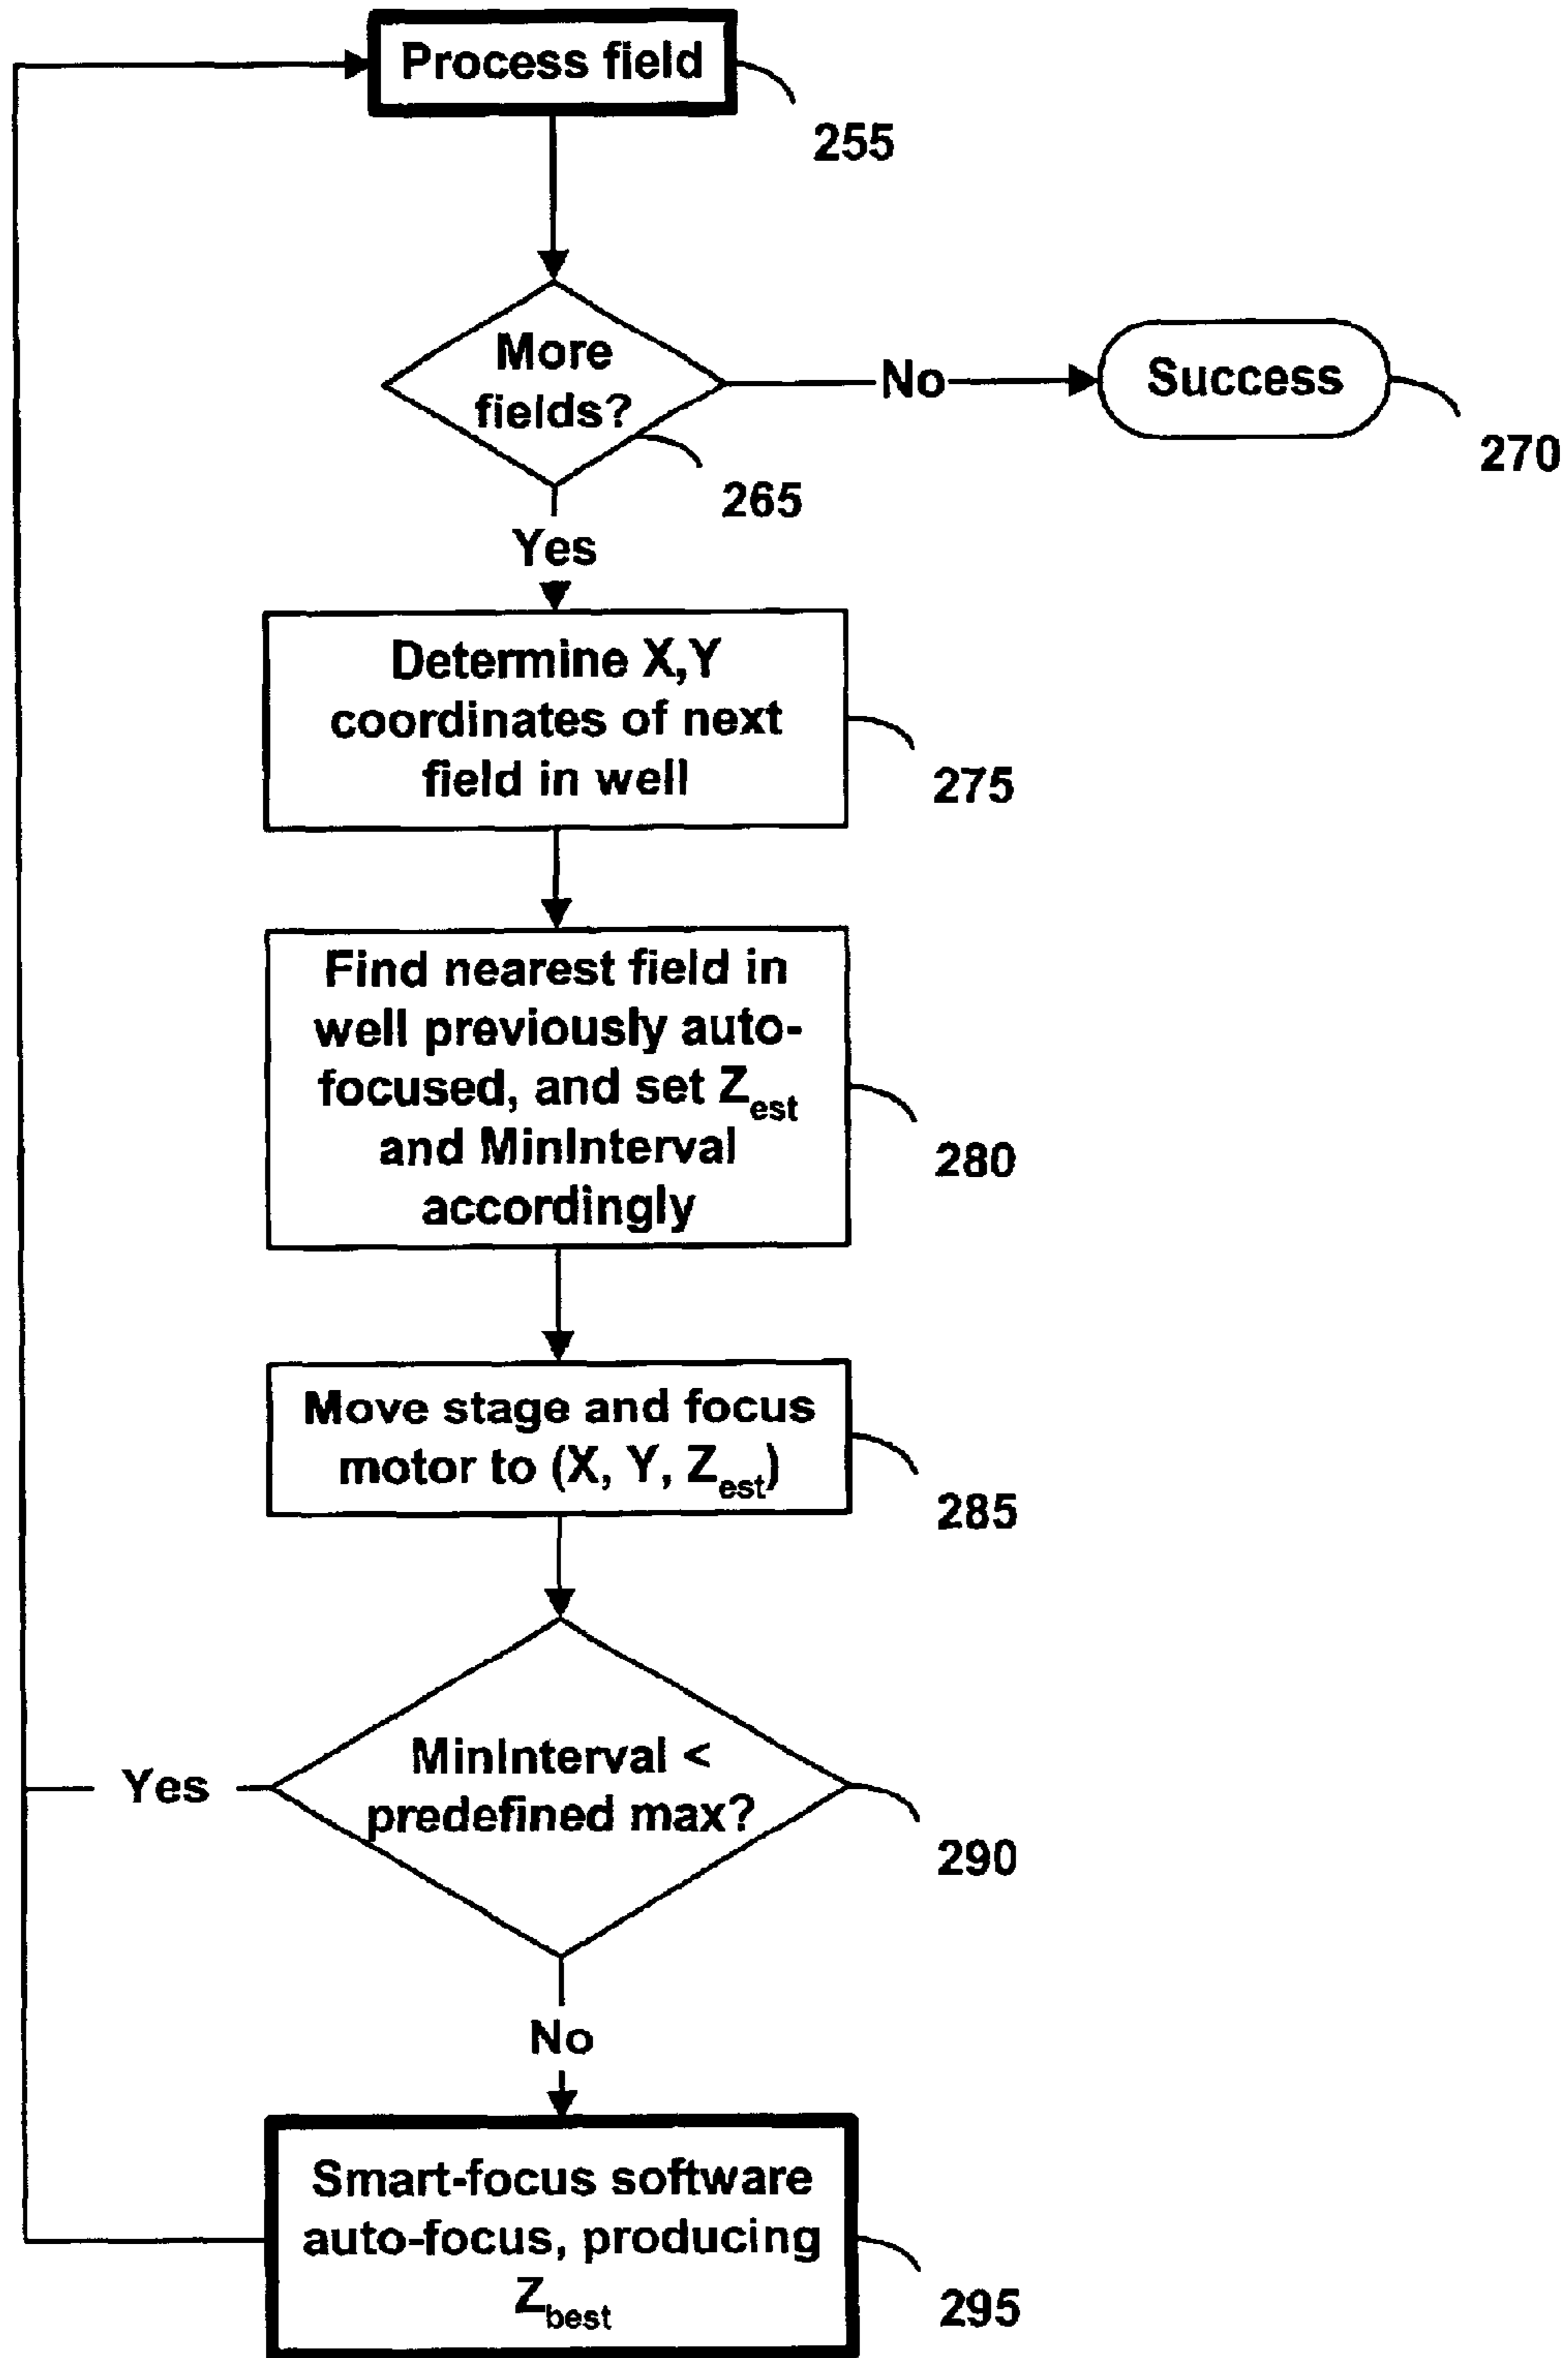 Process field
255
More
fields?
No
Success
265
270
Yes
Determine X,Y
coordinates of next
field in well
275
Find nearest field in
well previously auto-
focused, and set Zest
and MinInterval
accordingly
280
Move stage and focus
motor to (X, Y, Zest)
285
MinInterval <
predefined max?
Yes
290
No
Smart-focus software
auto-focus, producing
Zbest
295